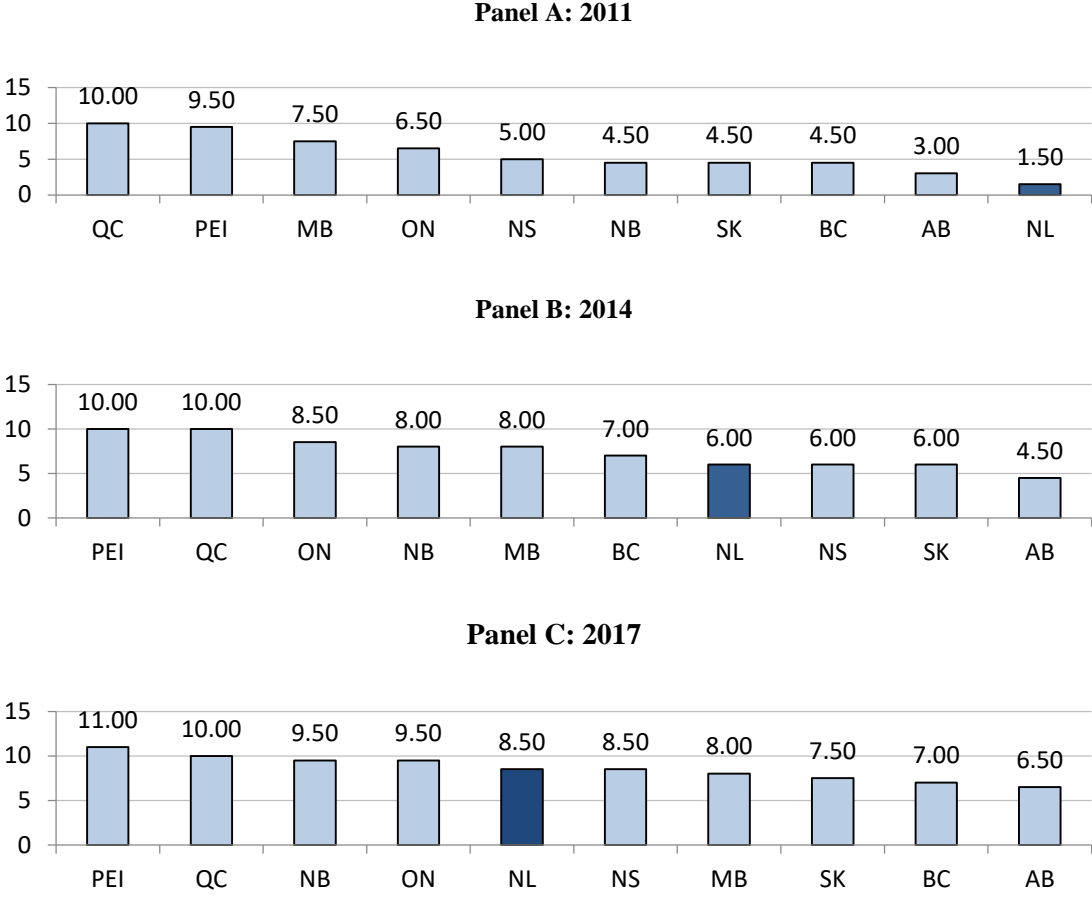 Panel A: 2011
15
10
5
0
10.00 9.50 7.50 6.50 5.00 4.50 4.50 4.50 3.00 1.50
QC PEI MB ON NS NB SK BC AB NL
Panel B: 2014
15
10
5
0
10.00 10.00 8.50 8.00 8.00 7.00 6.00 6.00 6.00 4.50
PEI QC ON NB MB BC NL NS SK AB
Panel C: 2017
15
10
5
0
11.00 10.00 9.50 9.50 8.50 8.50 8.00 7.50 7.00 6.50
PEI QC NB ON NL NS MB SK BC AB